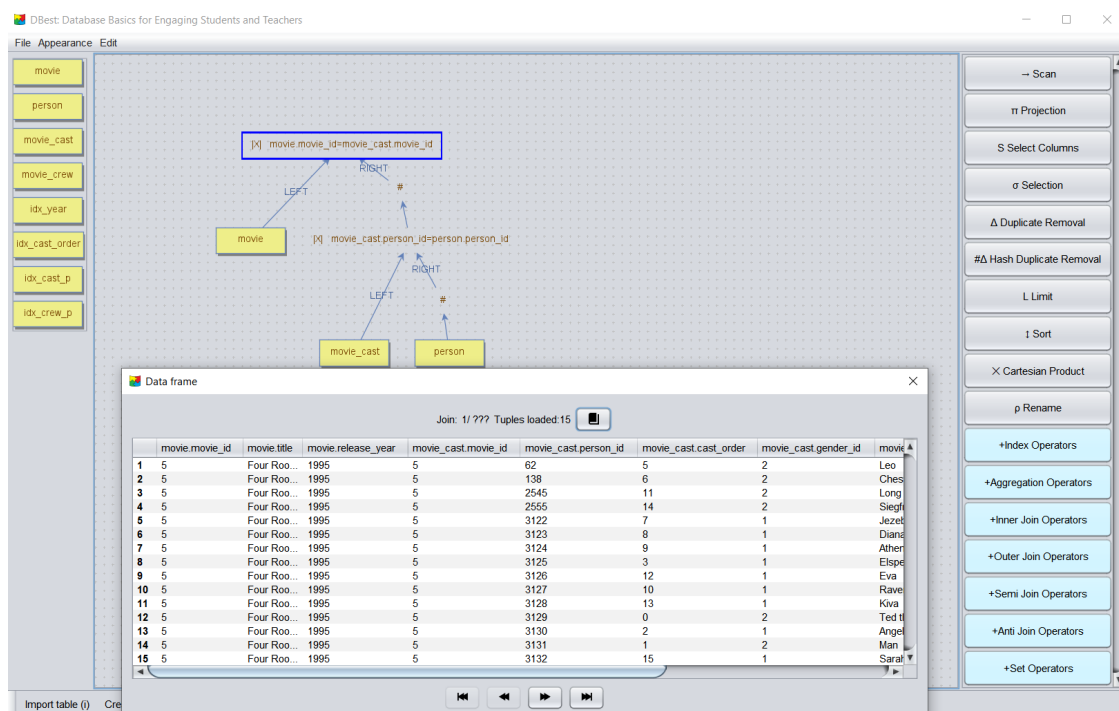 DBest: Database Basics for Engaging Students and Teachers
File Appearance Edit
movie
person
movie_cast
movie_crew
idx_year
idx_cast_order
idx_cast_p
idx_crew_p
|X| movie.movie_id=movie_cast.movie_id
LEFT
RIGHT
#
movie
|X| movie_cast.person_id=person.person_id
LEFT
RIGHT
#
movie_cast
person
→ Scan
π Projection
S Select Columns
σ Selection
Δ Duplicate Removal
#Δ Hash Duplicate Removal
L Limit
↕ Sort
✕ Cartesian Product
ρ Rename
+Index Operators
+Aggregation Operators
+Inner Join Operators
+Outer Join Operators
+Semi Join Operators
+Anti Join Operators
+Set Operators
Data frame
Join: 1/ ??? Tuples loaded:15
movie.movie_id movie.title movie.release_year movie_cast.movie_id movie_cast.person_id movie_cast.cast_order movie_cast.gender_id movie
1 5 Four Roo... 1995 5 62 5 2 Leo
2 5 Four Roo... 1995 5 138 6 2 Ches
3 5 Four Roo... 1995 5 2545 11 2 Long
4 5 Four Roo... 1995 5 2555 14 2 Siegf
5 5 Four Roo... 1995 5 3122 7 1 Jezeb
6 5 Four Roo... 1995 5 3123 8 1 Diana
7 5 Four Roo... 1995 5 3124 9 1 Athen
8 5 Four Roo... 1995 5 3125 3 1 Elspe
9 5 Four Roo... 1995 5 3126 12 1 Eva
10 5 Four Roo... 1995 5 3127 10 1 Rave
11 5 Four Roo... 1995 5 3128 13 1 Kiva
12 5 Four Roo... 1995 5 3129 0 2 Ted t
13 5 Four Roo... 1995 5 3130 2 1 Angel
14 5 Four Roo... 1995 5 3131 1 2 Man
15 5 Four Roo... 1995 5 3132 15 1 Sarah
Import table (i) Cre